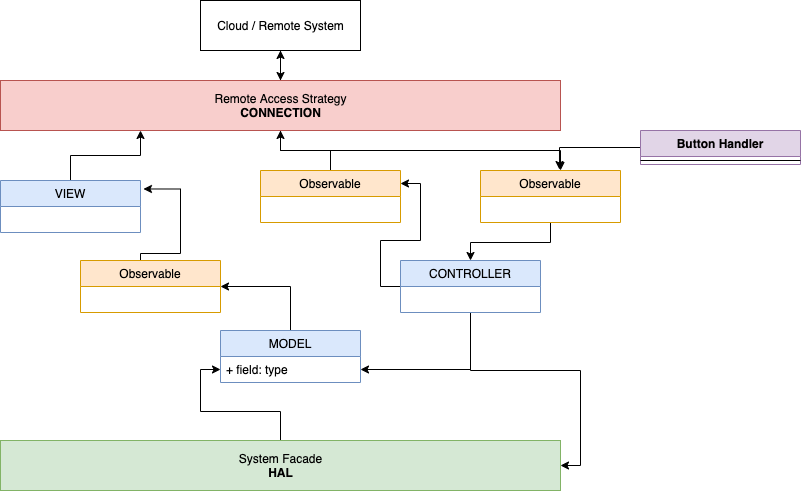 Cloud / Remote System
Remote Access Strategy
CONNECTION
Button Handler
VIEW
Observable
Observable
Observable
CONTROLLER
MODEL
+ field: type
System Facade
HAL